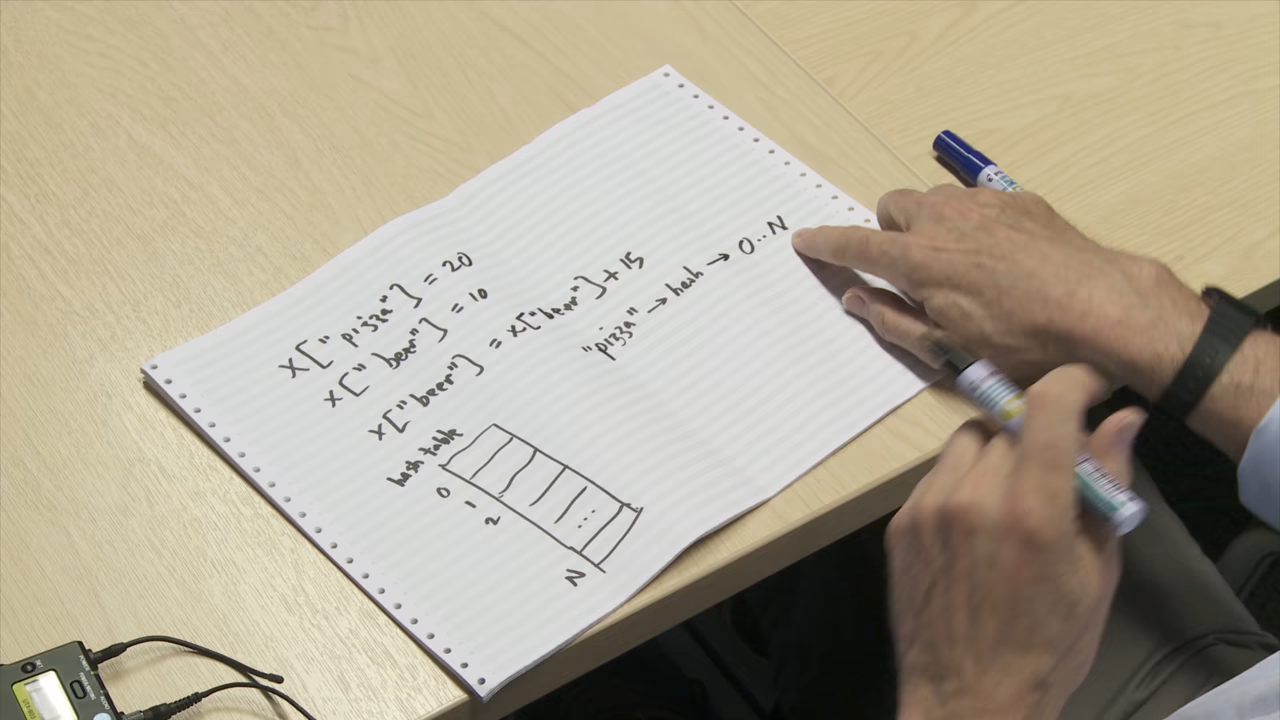 x["pizza"] = 20
x["beer"] = 10
x["beer"] = x["beer"] + 15
"pizza" → hash → 0..N
hash table
0
1
2
...
N